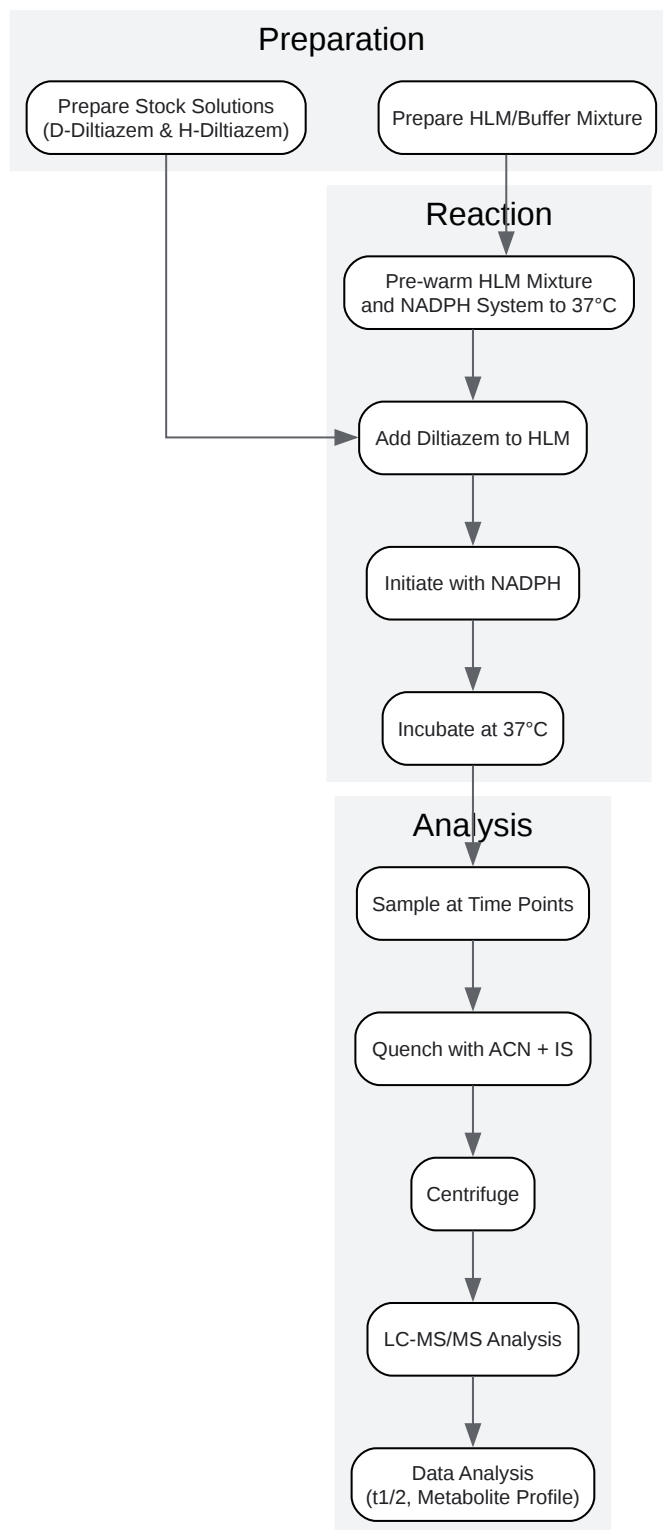 Preparation
Prepare Stock Solutions
(D-Diltiazem & H-Diltiazem)
Prepare HLM/Buffer Mixture
Reaction
Pre-warm HLM Mixture
and NADPH System to 37°C
Add Diltiazem to HLM
Initiate with NADPH
Incubate at 37°C
Analysis
Sample at Time Points
Quench with ACN + IS
Centrifuge
LC-MS/MS Analysis
Data Analysis
(t1/2, Metabolite Profile)